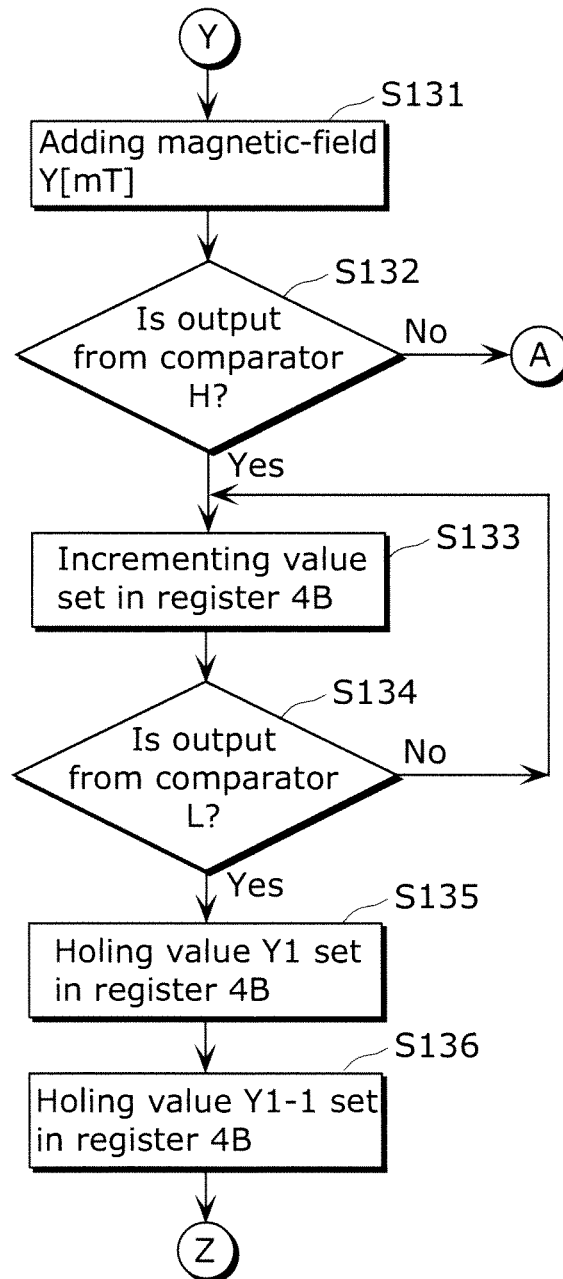 Y
S131
Adding magnetic-field
Y[mT]
S132
Is output
from comparator
H?
No
A
Yes
S133
Incrementing value
set in register 4B
S134
Is output
from comparator
L?
No
Yes
S135
Holing value Y1 set
in register 4B
S136
Holing value Y1-1 set
in register 4B
Z